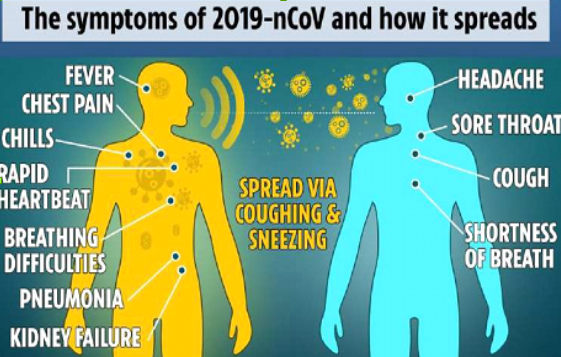 The symptoms of 2019-nCoV and how it spreads
FEVER
CHEST PAIN
CHILLS
RAPID
HEARTBEAT
BREATHING
DIFFICULTIES
PNEUMONIA
KIDNEY FAILURE
SPREAD VIA
COUGHING &
SNEEZING
HEADACHE
SORE THROAT
COUGH
SHORTNESS
OF BREATH